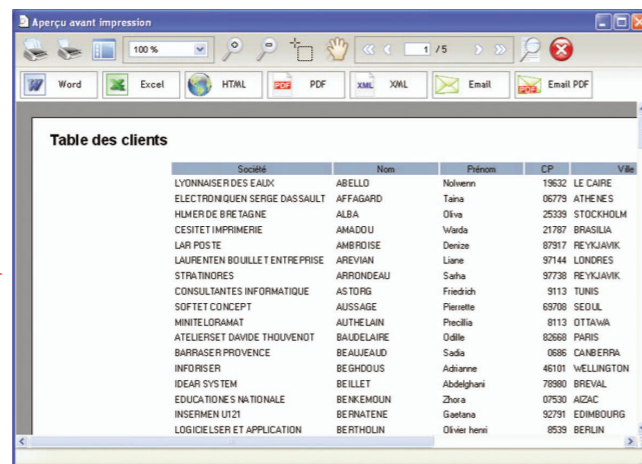 Aperçu avant impression
100 % 1 /5
Word Excel HTML PDF XML XML Email Email PDF
Table des clients
Société Nom Prénom CP Ville
LYONNAISER DES EAUX ABELLO Nolwenn 19632 LE CAIRE
ELECTRONIQUEN SERGE DASSAULT AFFAGARD Taina 06779 ATHENES
HLMER DE BRETAGNE ALBA Oliva 25339 STOCKHOLM
CESITET IMPRIMERIE AMADOU Warda 21787 BRASILIA
LAR POSTE AMBROISE Denize 87917 REYKJAVIK
LAURENTEN BOUILLET ENTREPRISE AREVIAN Liane 97144 LONDRES
STRATINORES ARRONDEAU Sarha 97738 REYKJAVIK
CONSULTANTES INFORMATIQUE ASTORG Friedrich 9113 TUNIS
SOFTET CONCEPT AUSSAGE Pierrette 69708 SEOUL
MINITELORAMAT AUTHELAIN Precillia 8113 OTTAWA
ATELIERSET DAVIDE THOUVENOT BAUDELAIRE Odille 82668 PARIS
BARRASER PROVENCE BEAUJEAUD Sadia 0686 CANBERRA
INFORISER BEGHDOUS Adrianne 46101 WELLINGTON
IDEAR SYSTEM BEILLET Abdelghani 78980 BREVAL
EDUCATIONES NATIONALE BENKEMOUN Zhora 07530 AIZAC
INSERMEN U121 BERNATENE Gaetana 92791 EDIMBOURG
LOGICIELSER ET APPLICATION BERTHOLIN Olivier henri 8539 BERLIN